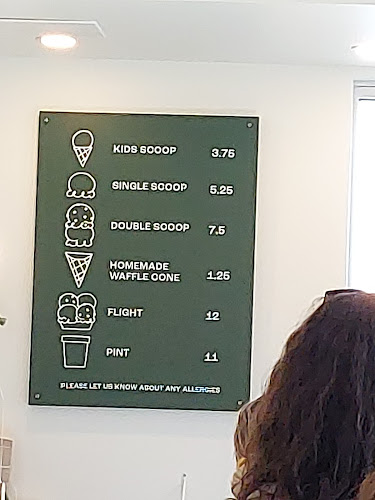 KIDS SCOOP 3.75
SINGLE SCOOP 5.25
DOUBLE SCOOP 7.5
HOMEMADE
WAFFLE CONE 1.25
FLIGHT 12
PINT 11
PLEASE LET US KNOW ABOUT ANY ALLERGIES